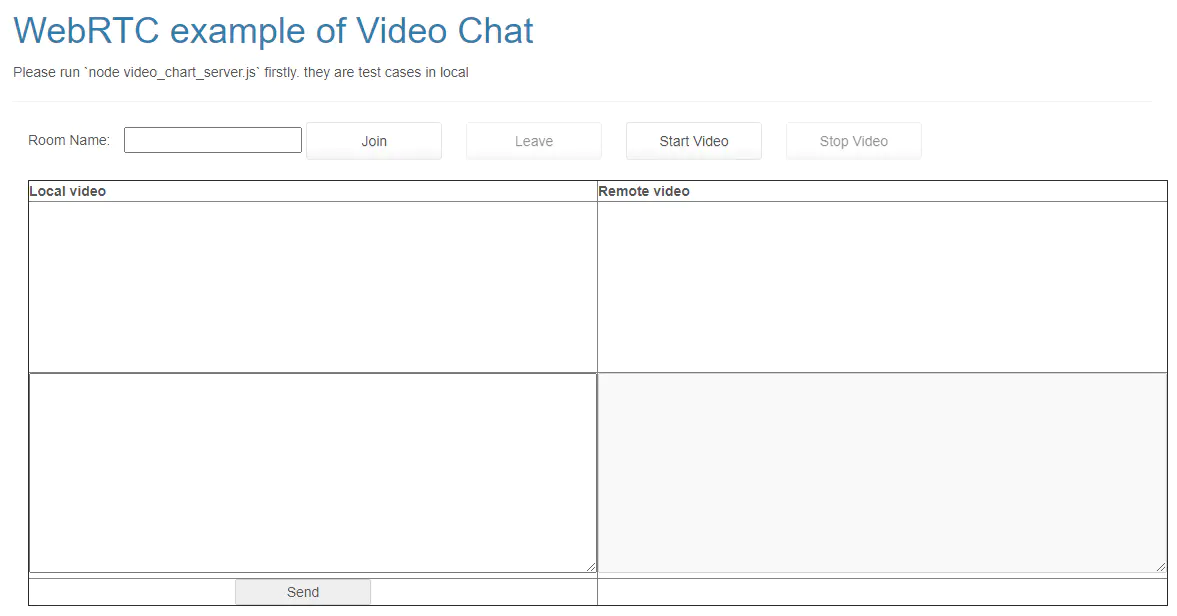 WebRTC example of Video Chat
Please run `node video_chart_server.js` firstly. they are test cases in local
Room Name: Join Leave Start Video Stop Video
Local video Remote video
Send